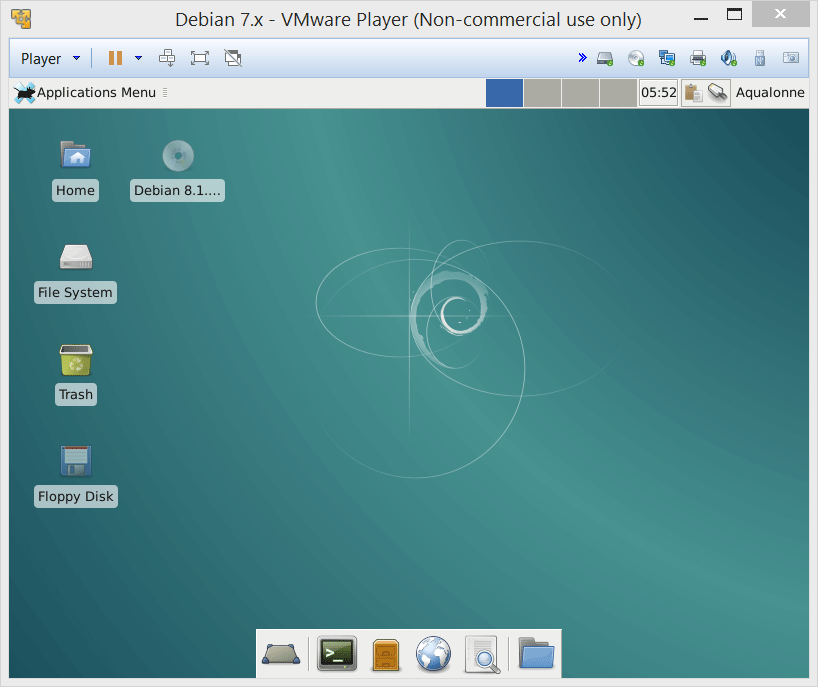 Debian 7.x - VMware Player (Non-commercial use only)
Player
Applications Menu
05:52
Aqualonne
Home
Debian 8.1....
File System
Trash
Floppy Disk